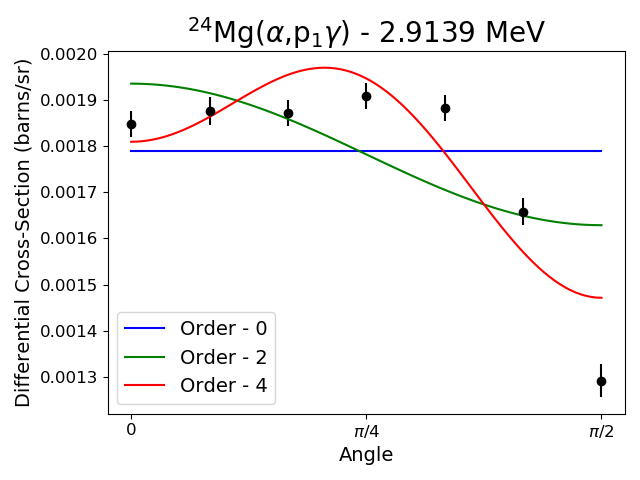 ²⁴Mg(α,p₁γ) - 2.9139 MeV
Differential Cross-Section (barns/sr)
0.0020
0.0019
0.0018
0.0017
0.0016
0.0015
0.0014
0.0013
Order - 0
Order - 2
Order - 4
0 π/4 π/2
Angle